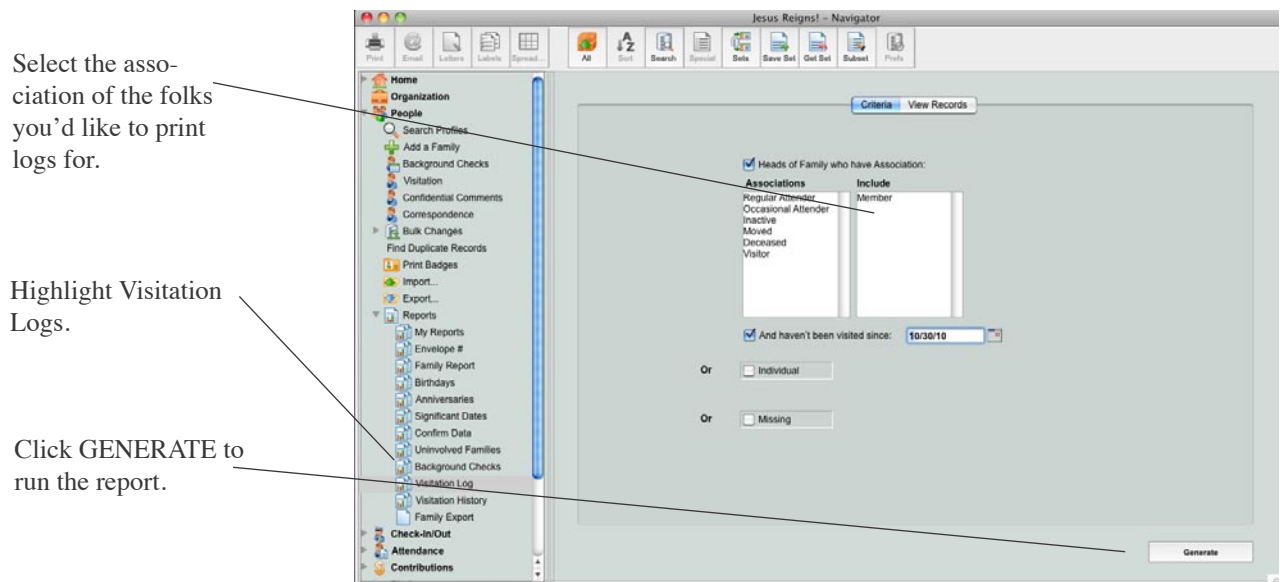 Select the asso-
ciation of the folks
you'd like to print
logs for.
Highlight Visitation
Logs.
Click GENERATE to
run the report.
Jesus Reigns! – Navigator
Print
Email
Letters
Labels
Spread...
All
Sort
Search
Special
Sets
Save Set
Get Set
Subset
Prefs
Home
Organization
People
Search Profiles
Add a Family
Background Checks
Visitation
Confidential Comments
Correspondence
Bulk Changes
Find Duplicate Records
Print Badges
Import...
Export...
Reports
My Reports
Envelope #
Family Report
Birthdays
Anniversaries
Significant Dates
Confirm Data
Uninvolved Families
Background Checks
Visitation Log
Visitation History
Family Export
Check-In/Out
Attendance
Contributions
Criteria
View Records
Heads of Family who have Association:
Associations
Include
Regular Attender
Occasional Attender
Inactive
Moved
Deceased
Visitor
Member
And haven't been visited since:
10/30/10
Or
Individual
Or
Missing
Generate